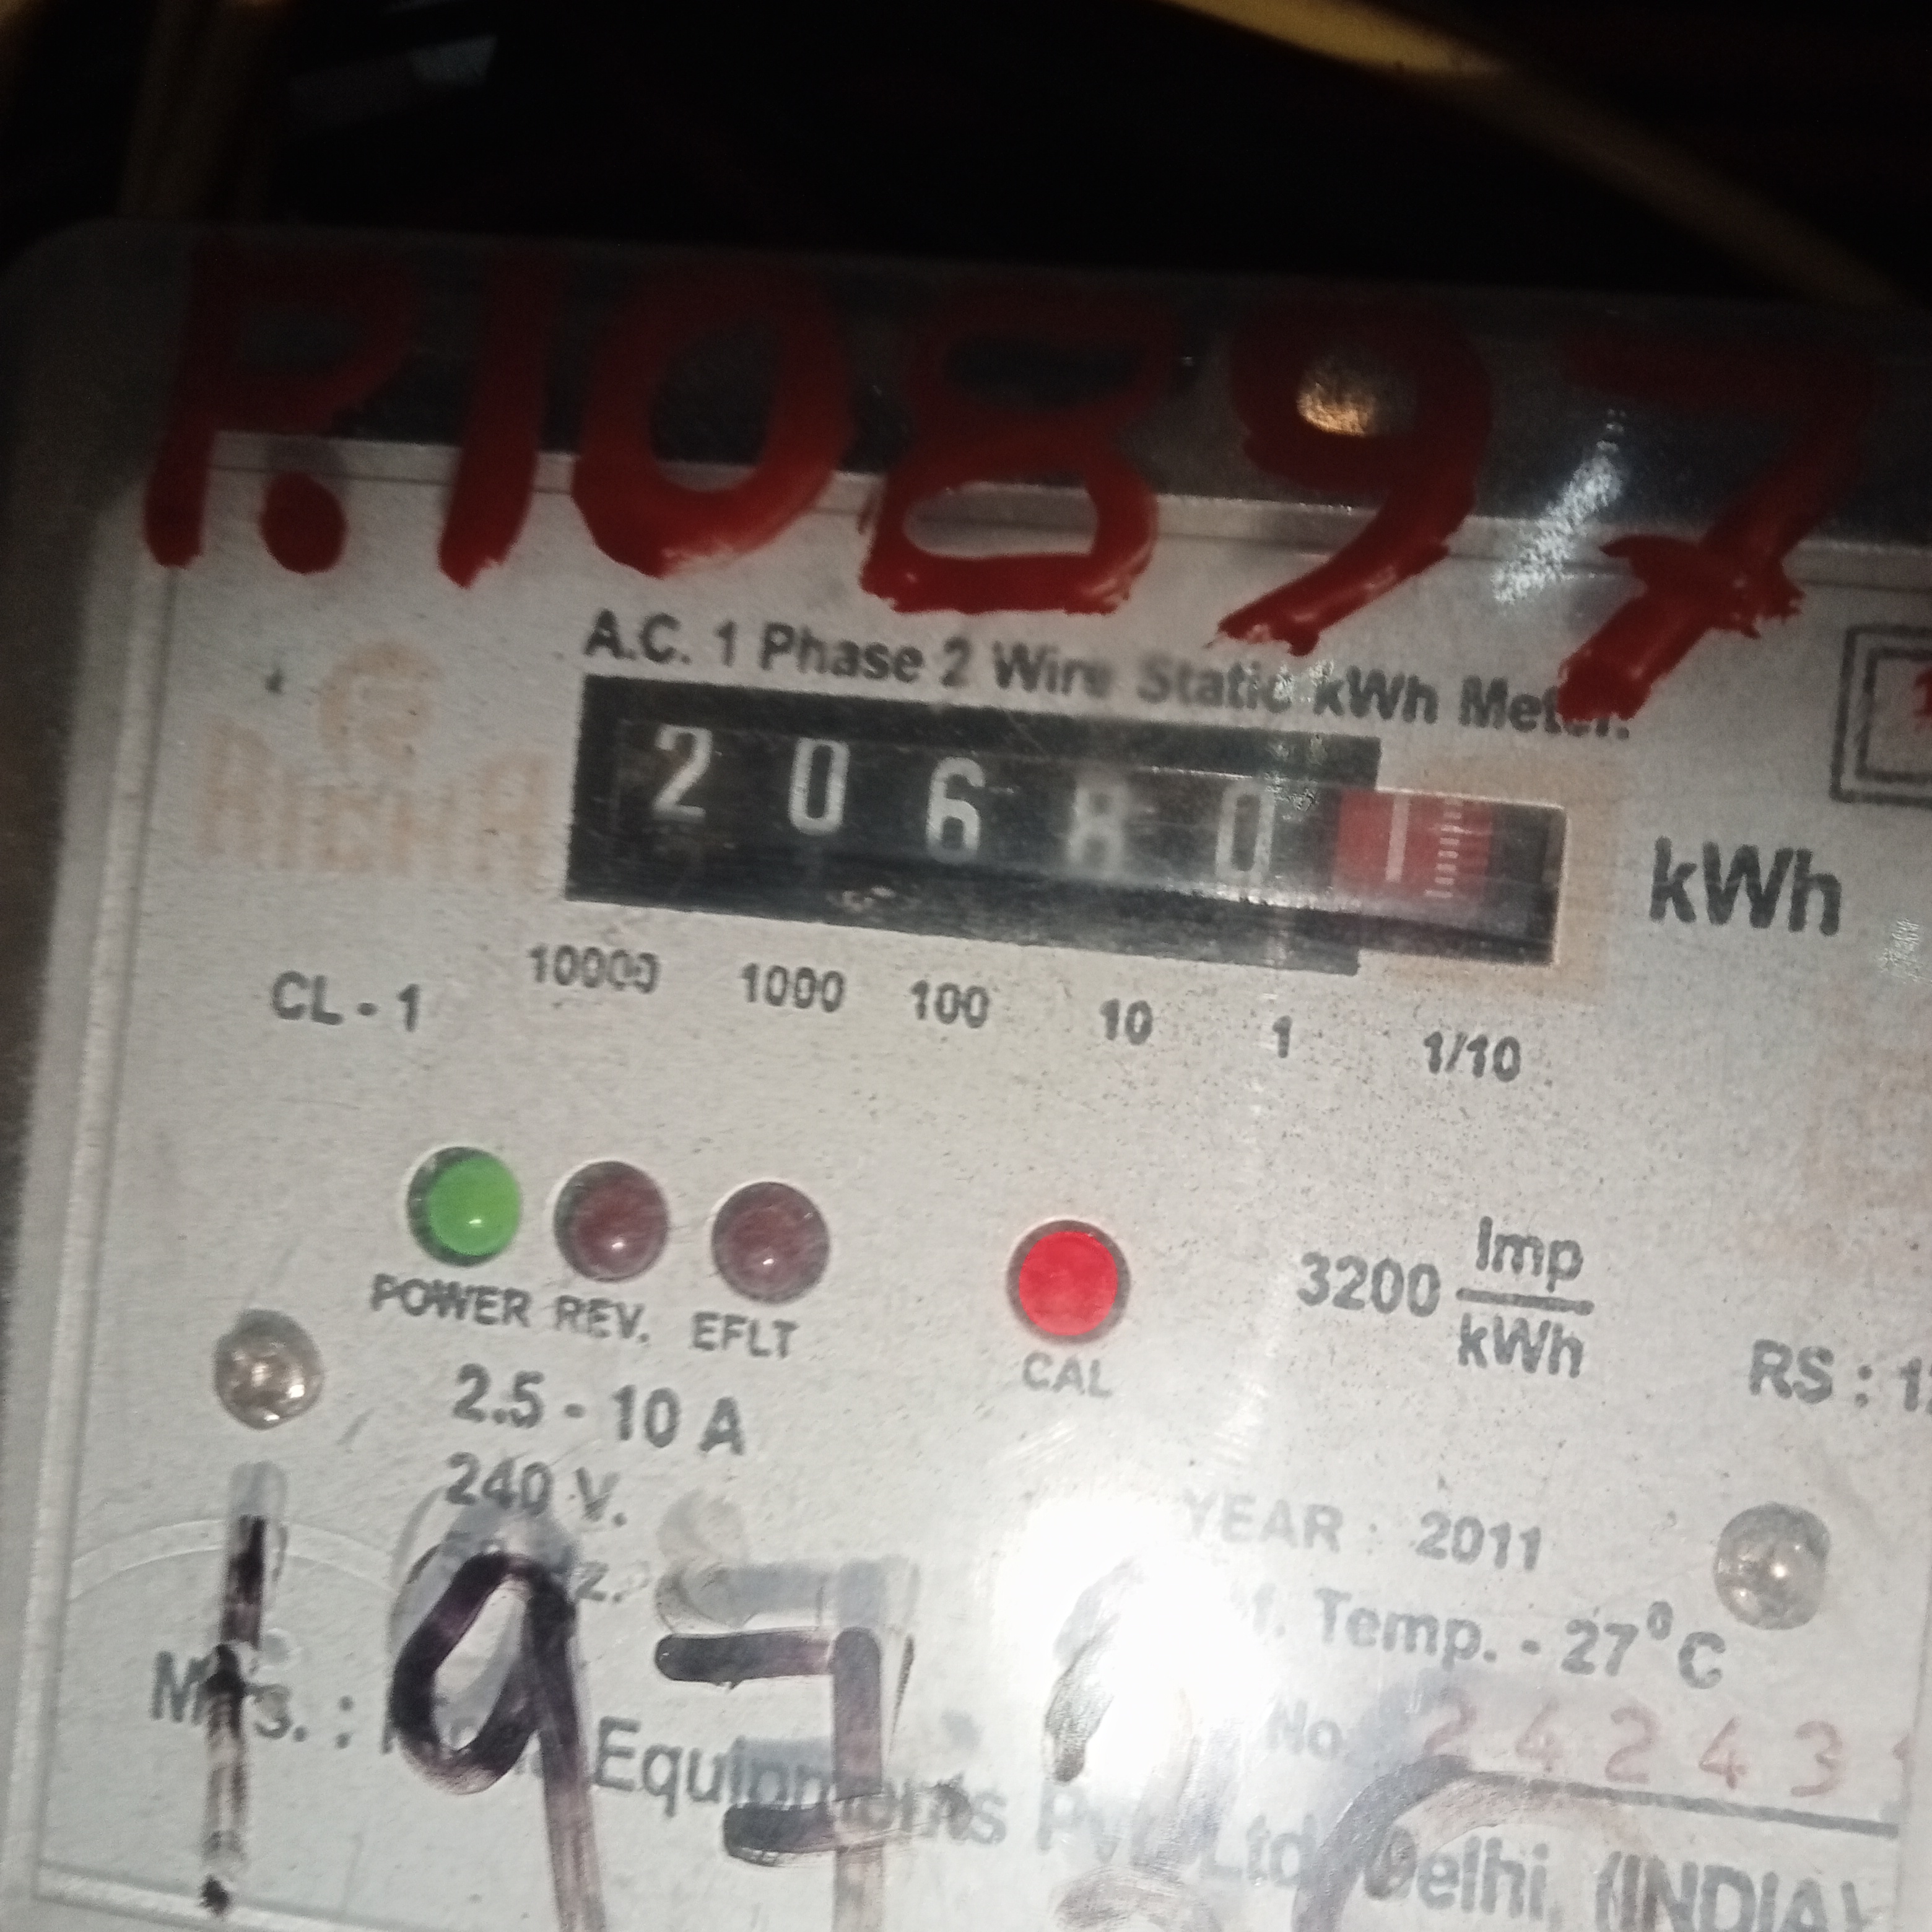 P.10897
A.C. 1 Phase 2 Wire Static kWh Meter.
2 0 6 8 0 1
kWh
10000 1000 100 10 1 1/10
CL - 1
POWER REV. EFLT
CAL
3200 Imp
kWh
RS :
2.5 - 10 A
240 V.
YEAR : 2011
Temp. - 27°C
No. 24243
Equipments Pvt. Ltd. Delhi, (INDIA)
197